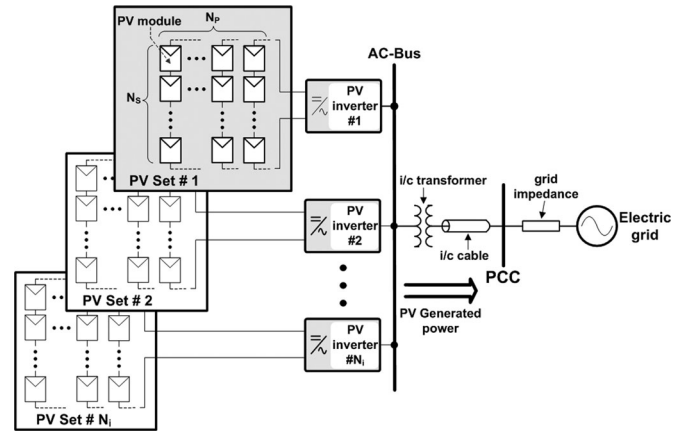 N_P
PV module
N_S
PV Set # 1
PV Set # 2
PV Set # N_i
PV
inverter
#1
PV
inverter
#2
PV
inverter
#N_i
AC-Bus
i/c transformer
i/c cable
PV Generated
power
PCC
grid
impedance
Electric
grid